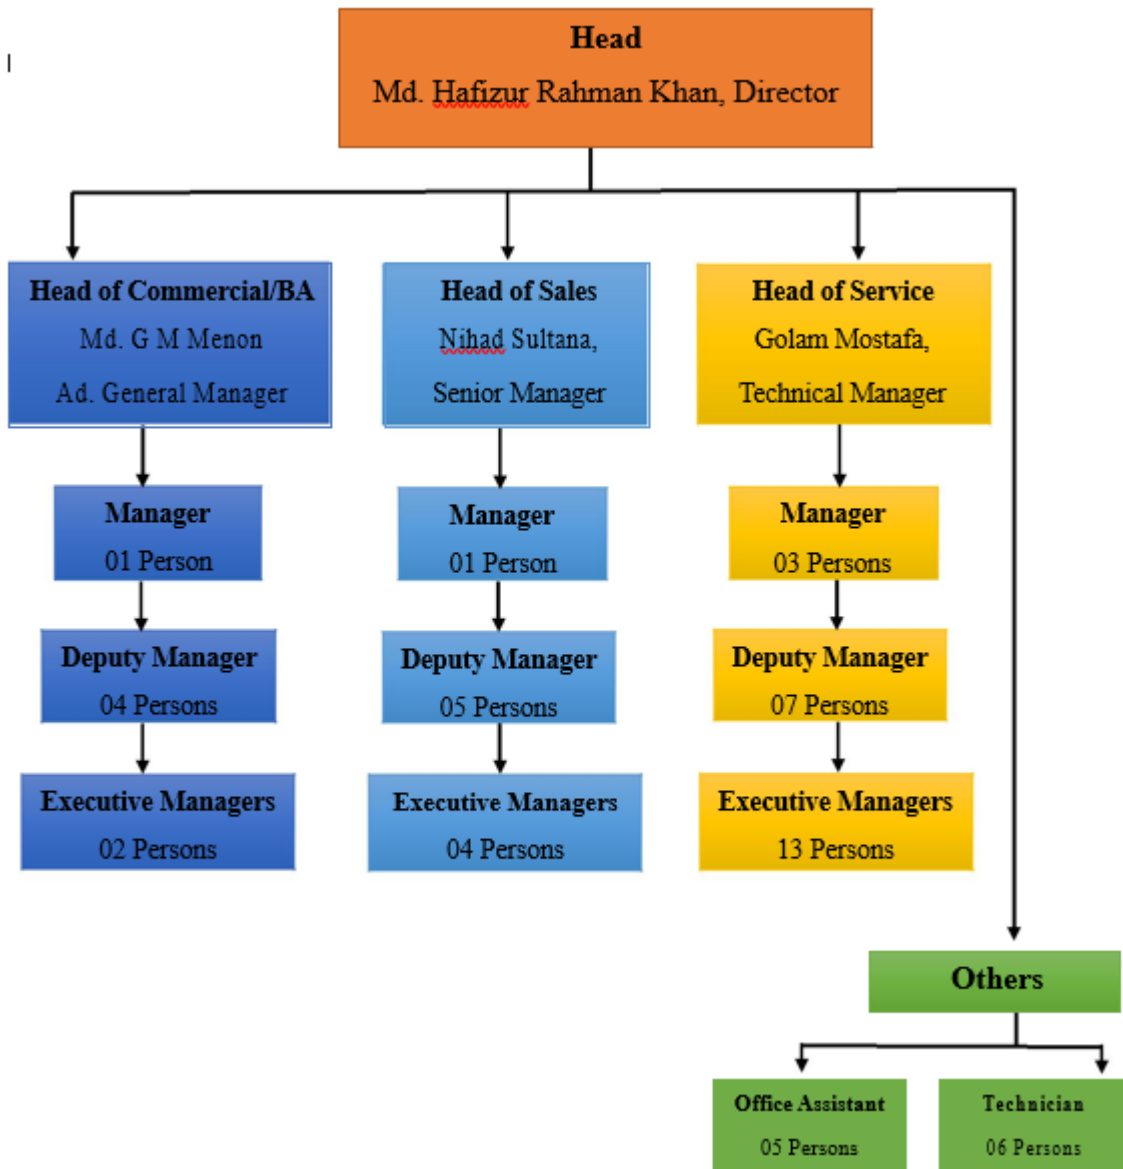 Head
Md. Hafizur Rahman Khan, Director
Head of Commercial/BA
Md. G M Menon
Ad. General Manager
Head of Sales
Nihad Sultana,
Senior Manager
Head of Service
Golam Mostafa,
Technical Manager
Manager
01 Person
Manager
01 Person
Manager
03 Persons
Deputy Manager
04 Persons
Deputy Manager
05 Persons
Deputy Manager
07 Persons
Executive Managers
02 Persons
Executive Managers
04 Persons
Executive Managers
13 Persons
Others
Office Assistant
05 Persons
Technician
06 Persons